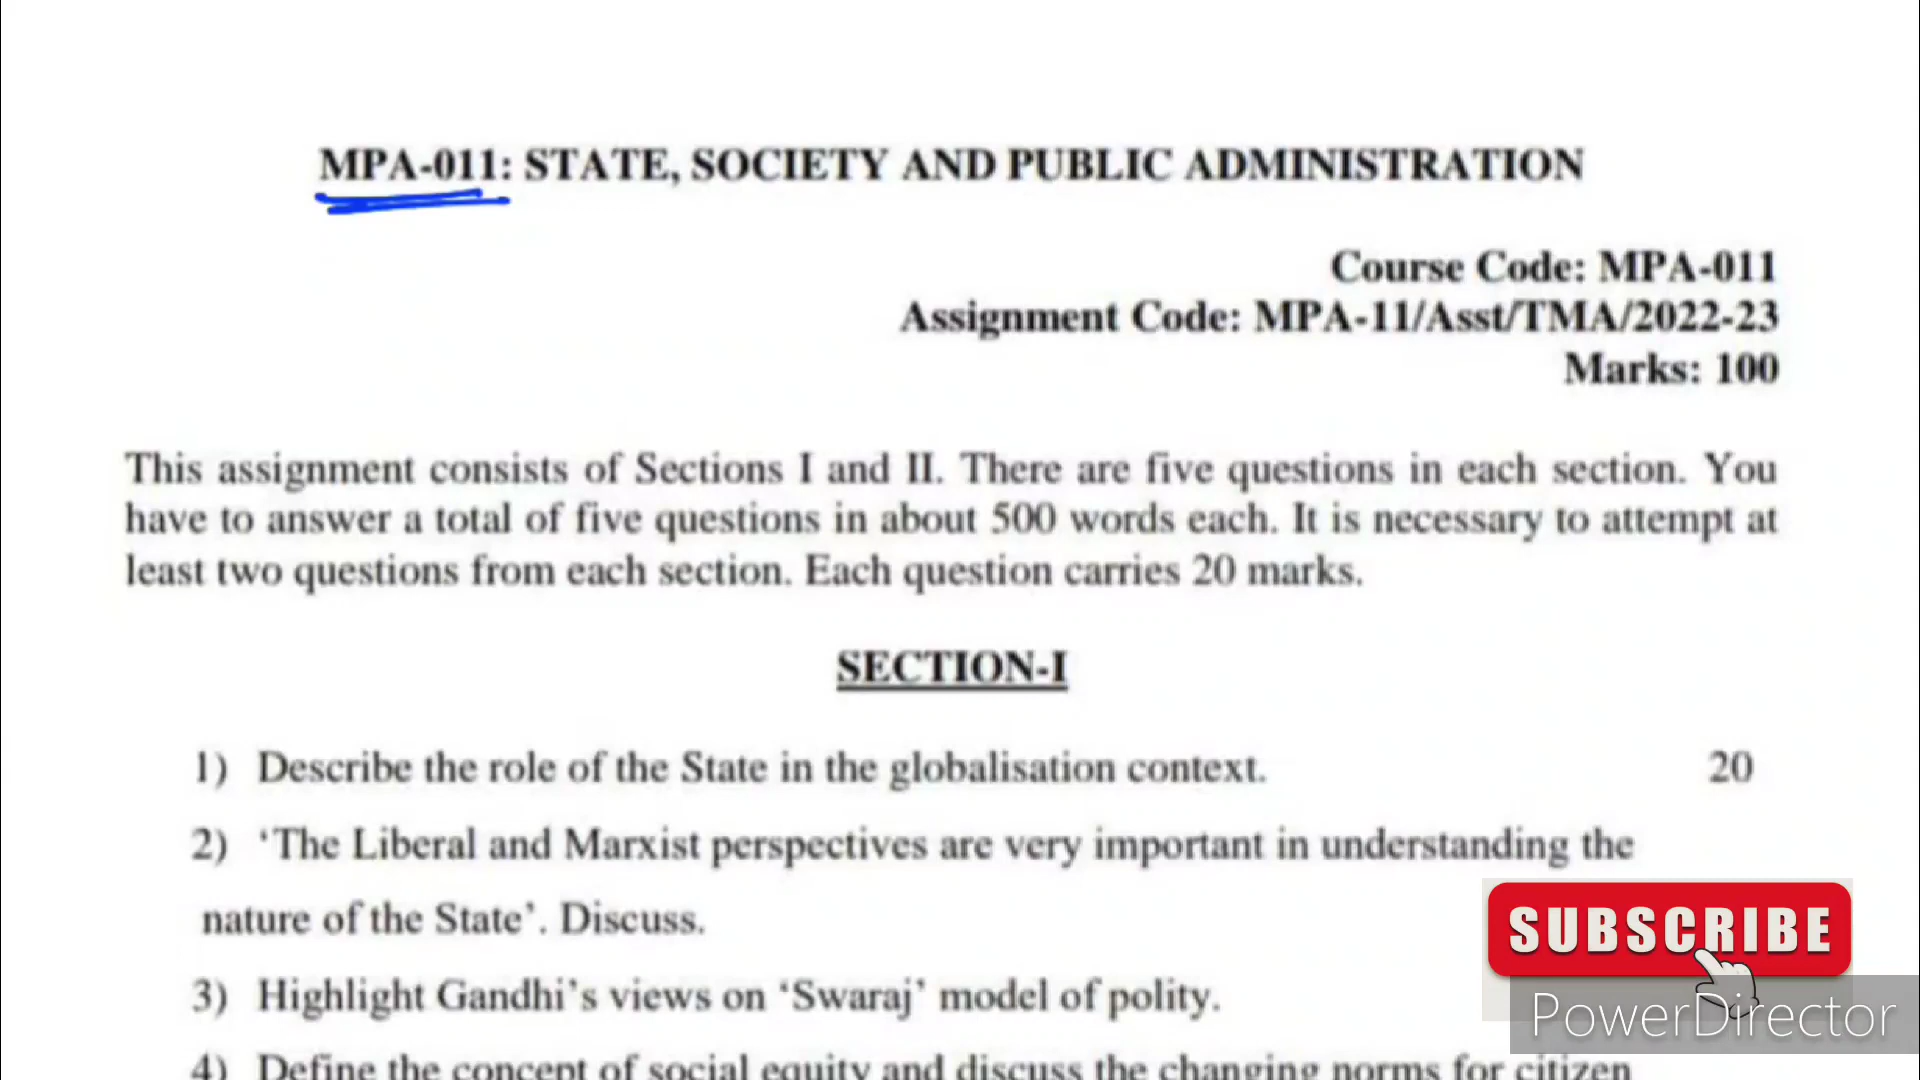 MPA-011: STATE, SOCIETY AND PUBLIC ADMINISTRATION
Course Code: MPA-011
Assignment Code: MPA-11/Asst/TMA/2022-23
Marks: 100
This assignment consists of Sections I and II. There are five questions in each section. You
have to answer a total of five questions in about 500 words each. It is necessary to attempt at
least two questions from each section. Each question carries 20 marks.
SECTION-I
1) Describe the role of the State in the globalisation context. 20
2) ‘The Liberal and Marxist perspectives are very important in understanding the
nature of the State’. Discuss.
3) Highlight Gandhi’s views on ‘Swaraj’ model of polity.
4) Define the concept of social equity and discuss the changing norms for citizen
SUBSCRIBE
PowerDirector